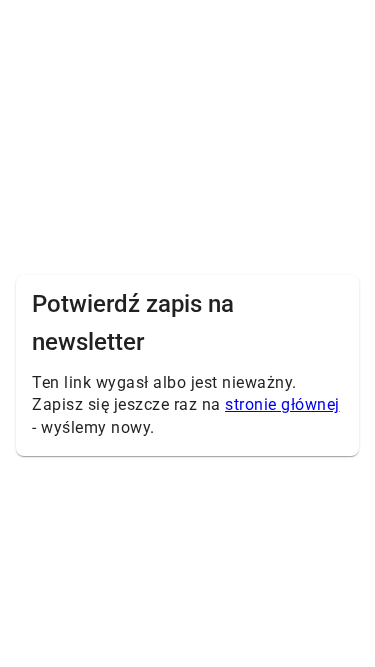 Potwierdź zapis na
newsletter
Ten link wygasł albo jest nieważny.
Zapisz się jeszcze raz na stronie głównej
- wyślemy nowy.